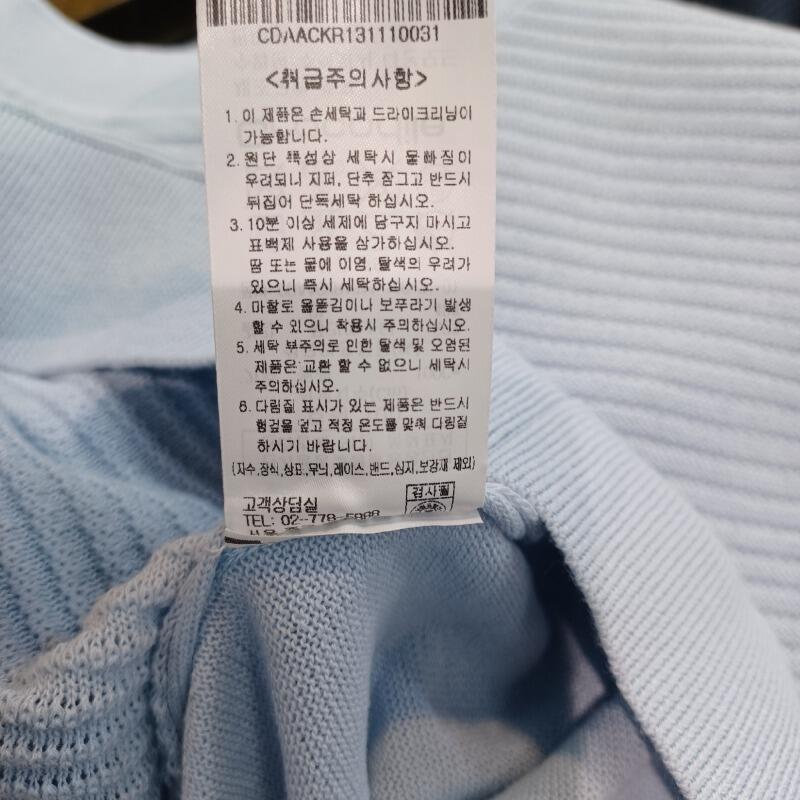 CDAACKR131110031
<취급주의사항>
1. 이 제품은 손세탁과 드라이크리닝이
가능합니다.
2. 원단 특성상 세탁시 물빠짐이
우려되니 지퍼, 단추 잠그고 반드시
뒤집어 단독세탁 하십시오.
3. 10분 이상 세제에 담구지 마시고
표백제 사용을 삼가하십시오.
땀 또는 물에 이염, 탈색의 우려가
있으니 즉시 세탁하십시오.
4. 마찰로 올뜯김이나 보푸라기 발생
할 수 있으니 착용시 주의하십시오.
5. 세탁 부주의로 인한 탈색 및 오염된
제품은 교환 할 수 없으니 세탁시
주의하십시오.
6. 다림질 표시가 있는 제품은 반드시
헝겊을 덮고 적정 온도를 맞춰 다림질
하시기 바랍니다.
(자수,장식,상표,무늬,레이스,밴드,심지,보강재 제외)
고객상담실
검사필
TEL: 02-778-